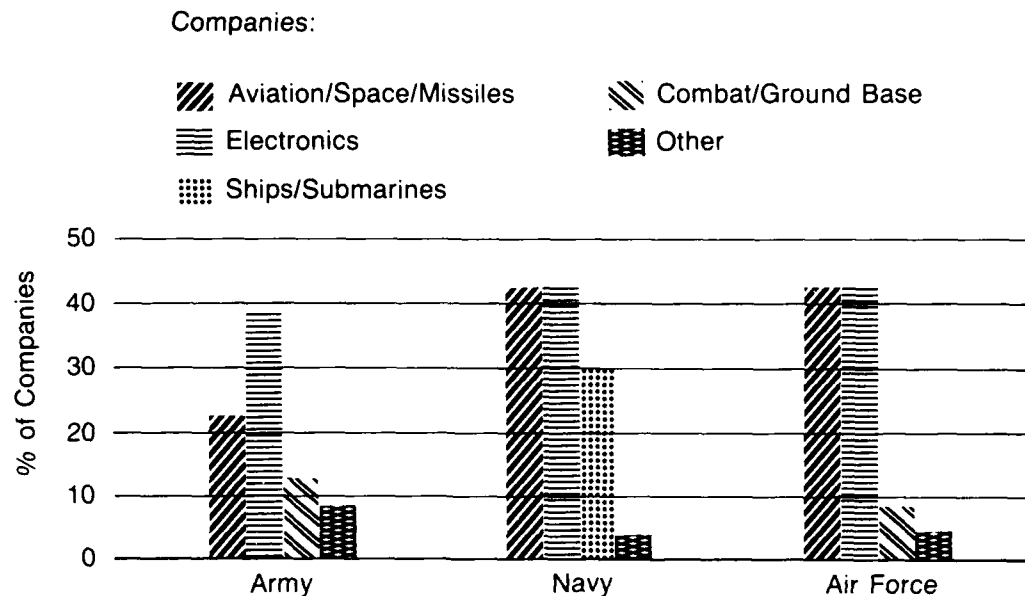 Companies:
Aviation/Space/Missiles
Combat/Ground Base
Electronics
Other
Ships/Submarines
50
40
30
20
10
0
% of Companies
Army
Navy
Air Force